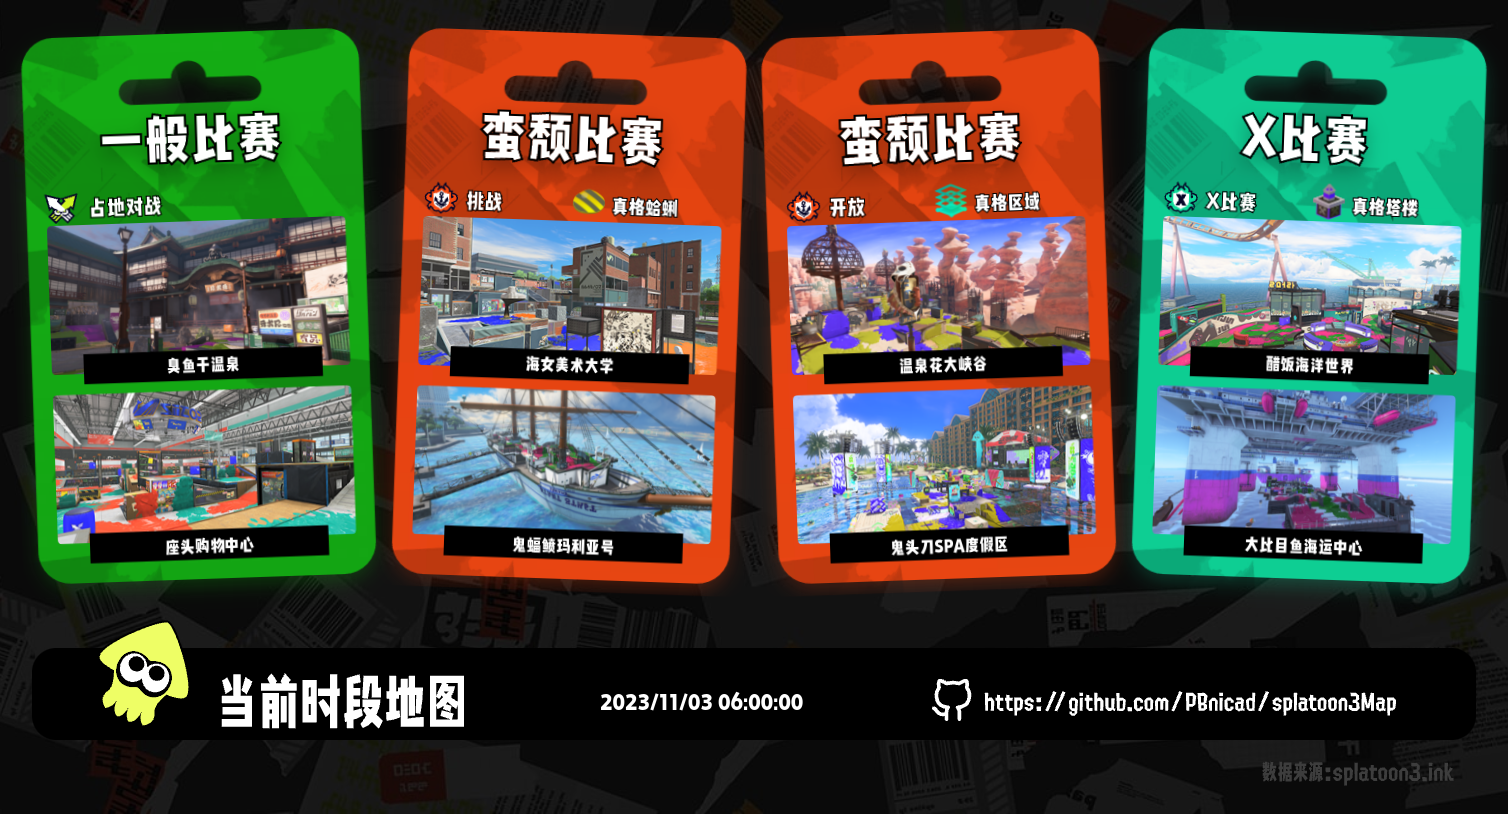 一般比赛
占地对战
臭鱼干温泉
座头购物中心
蛮颓比赛
挑战
真格蛤蜊
海女美术大学
鬼蝠鲼玛利亚号
蛮颓比赛
开放
真格区域
温泉花大峡谷
鬼头刀SPA度假区
X比赛
X比赛
真格塔楼
醋饭海洋世界
大比目鱼海运中心
当前时段地图
2023/11/03 06:00:00
https://github.com/PBnicad/splatoon3Map
数据来源:splatoon3.ink